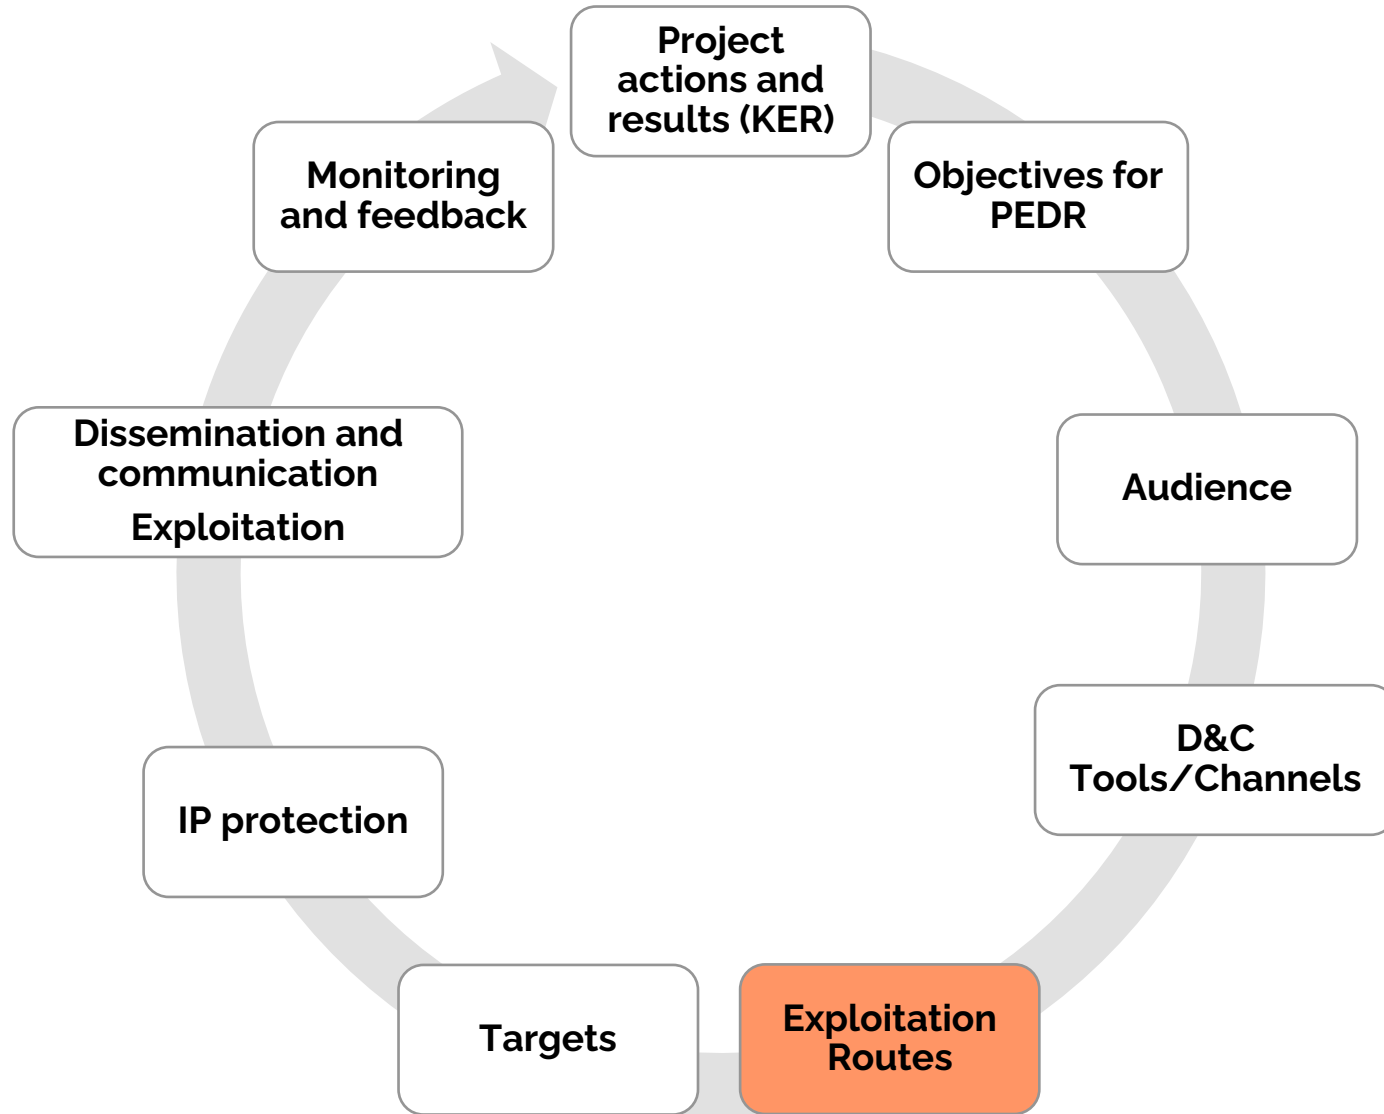 Project
actions and
results (KER)
Objectives for
PEDR
Audience
D&C
Tools/Channels
Exploitation
Routes
Targets
IP protection
Dissemination and
communication
Exploitation
Monitoring
and feedback